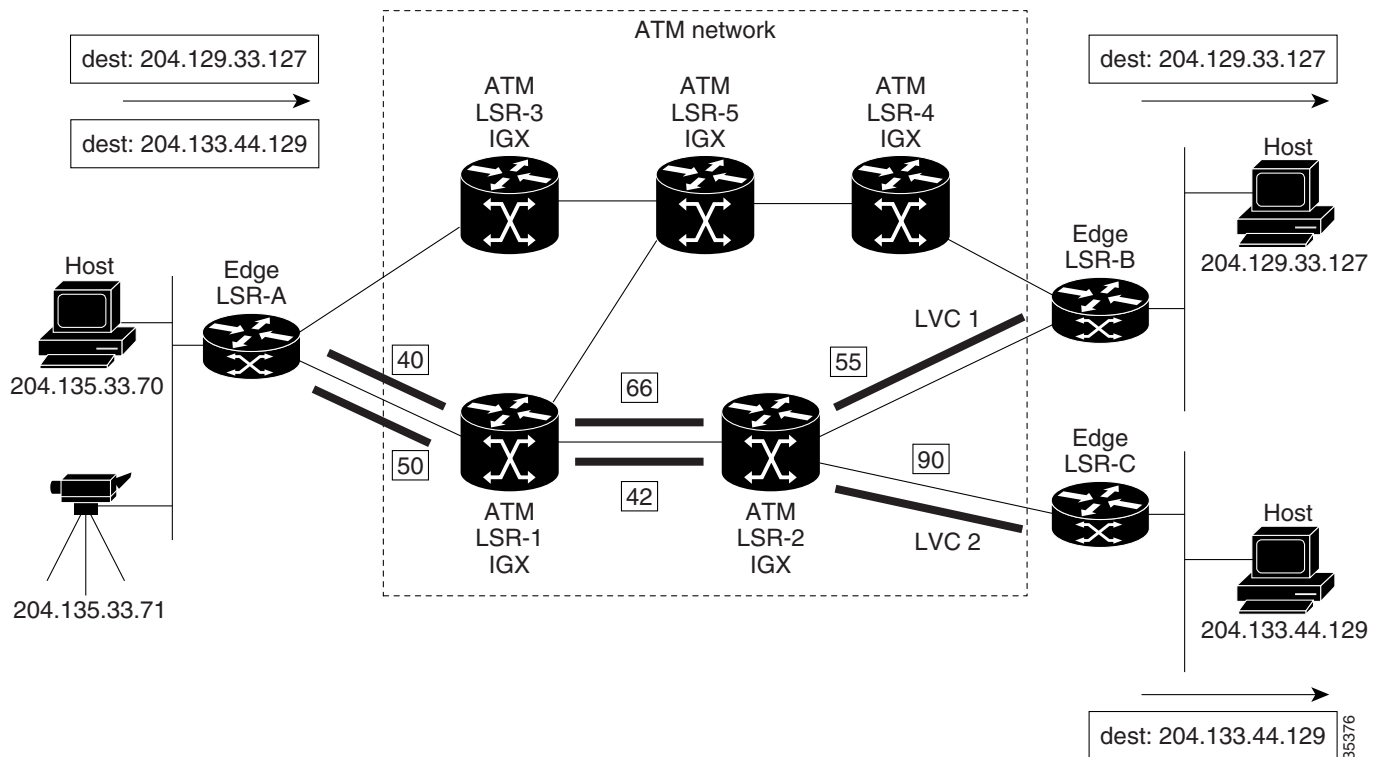 ATM network
dest: 204.129.33.127
dest: 204.133.44.129
dest: 204.129.33.127
ATM
LSR-3
IGX
ATM
LSR-5
IGX
ATM
LSR-4
IGX
Host
204.129.33.127
Host
204.135.33.70
Edge
LSR-A
Edge
LSR-B
LVC 1
40
66
55
50
42
90
ATM
LSR-1
IGX
ATM
LSR-2
IGX
LVC 2
Edge
LSR-C
Host
204.133.44.129
204.135.33.71
dest: 204.133.44.129
35376